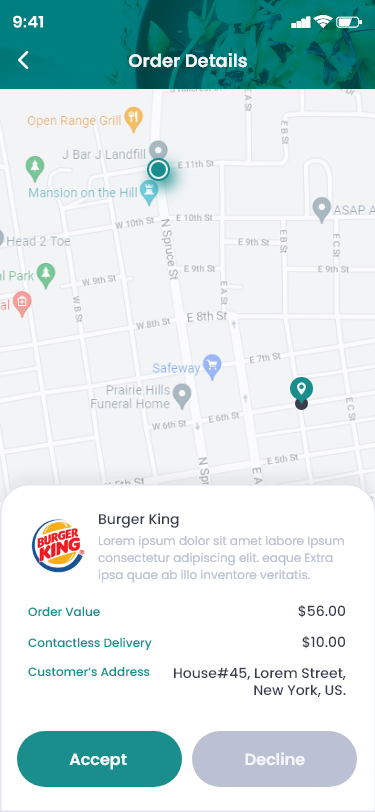 9:41
Order Details
Open Range Grill
J Bar J Landfill
E 11th St
E B St
Mansion on the Hill
W 10th St
E 10th St
ASAP A
Head 2 Toe
N Spruce St
E 9th St
E B St
E C St
al Park
W 9th St
E 9th St
E 9th St
al
W B St
E A St
E 8th St
W 8th St
Safeway
E 7th St
Prairie Hills
Funeral Home
E C St
W 6th St
E 6th St
E 5th St
N Sp
E A
Burger King
BURGER
KING
Lorem ipsum dolor sit amet labore Ipsum
consectetur adipiscing elit. eaque Extra
ipsa quae ab illo inventore veritatis.
Order Value
$56.00
Contactless Delivery
$10.00
Customer's Address
House#45, Lorem Street,
New York, US.
Accept
Decline